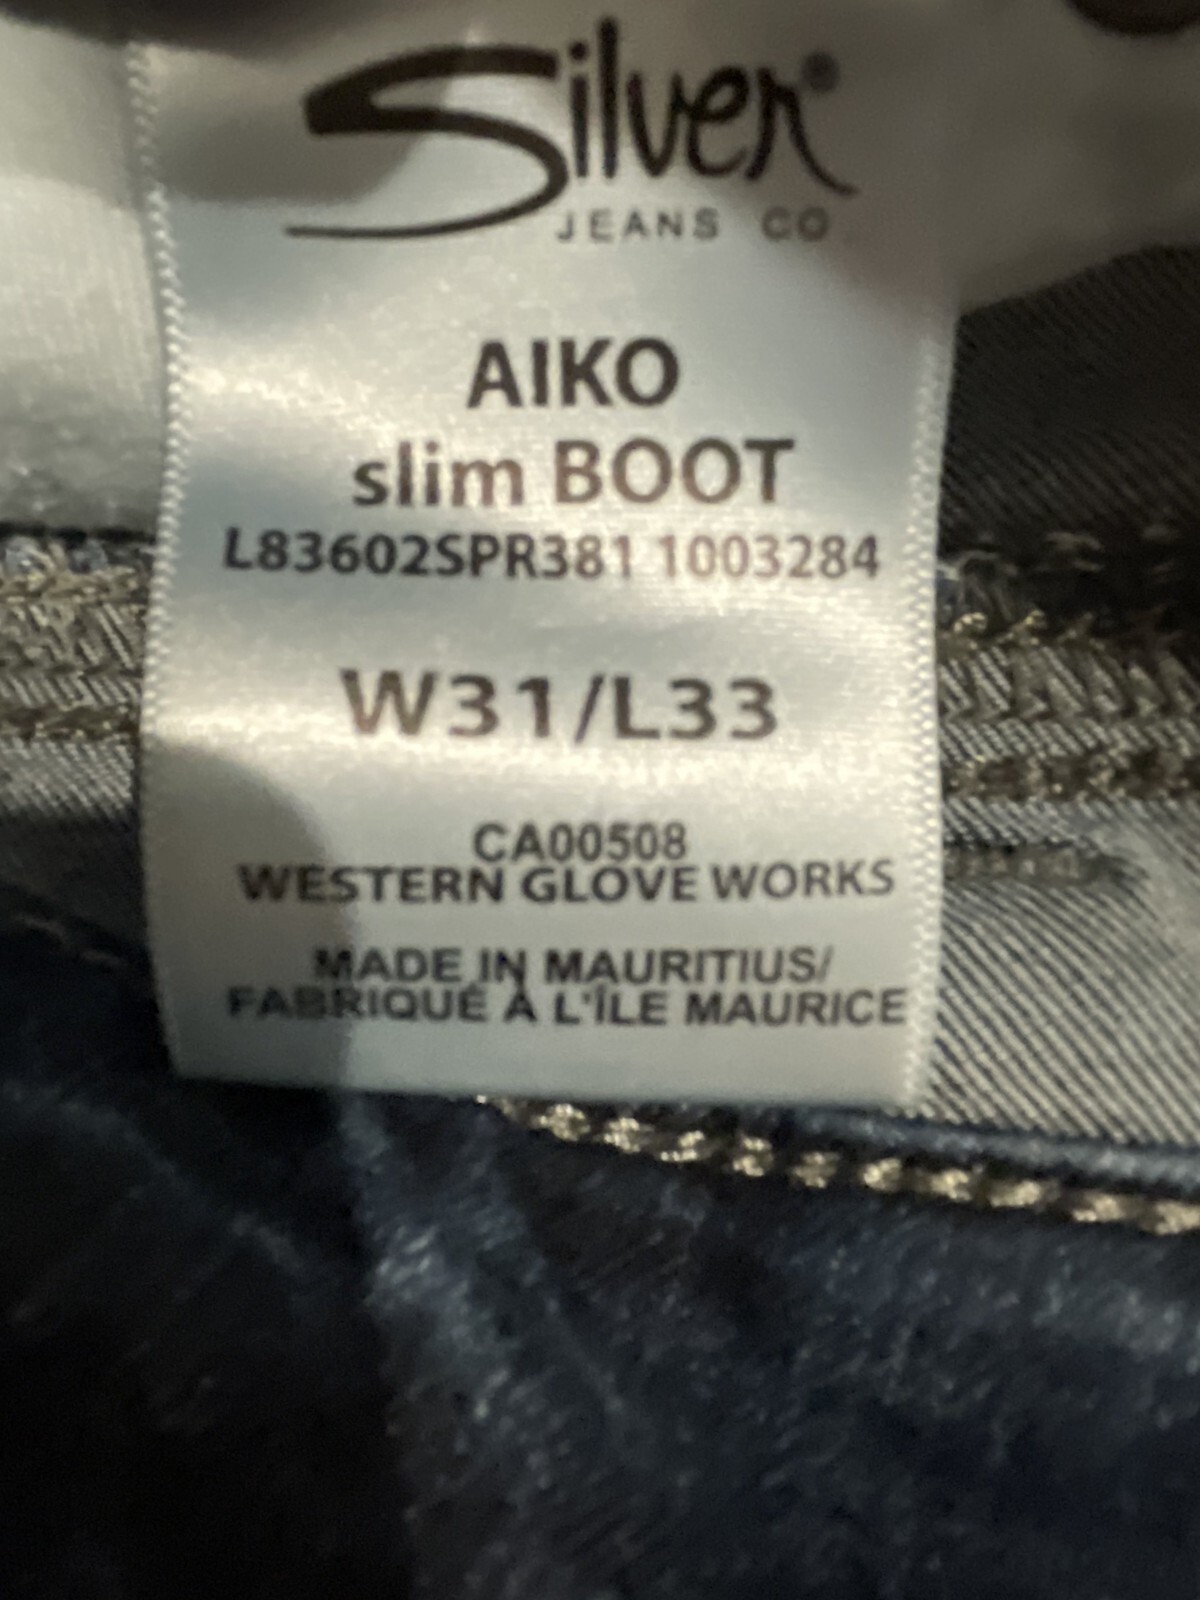 Silver®
JEANS CO
AIKO
slim BOOT
L83602SPR381 1003284
W31/L33
CA00508
WESTERN GLOVE WORKS
MADE IN MAURITIUS/
FABRIQUÉ À L'ÎLE MAURICE